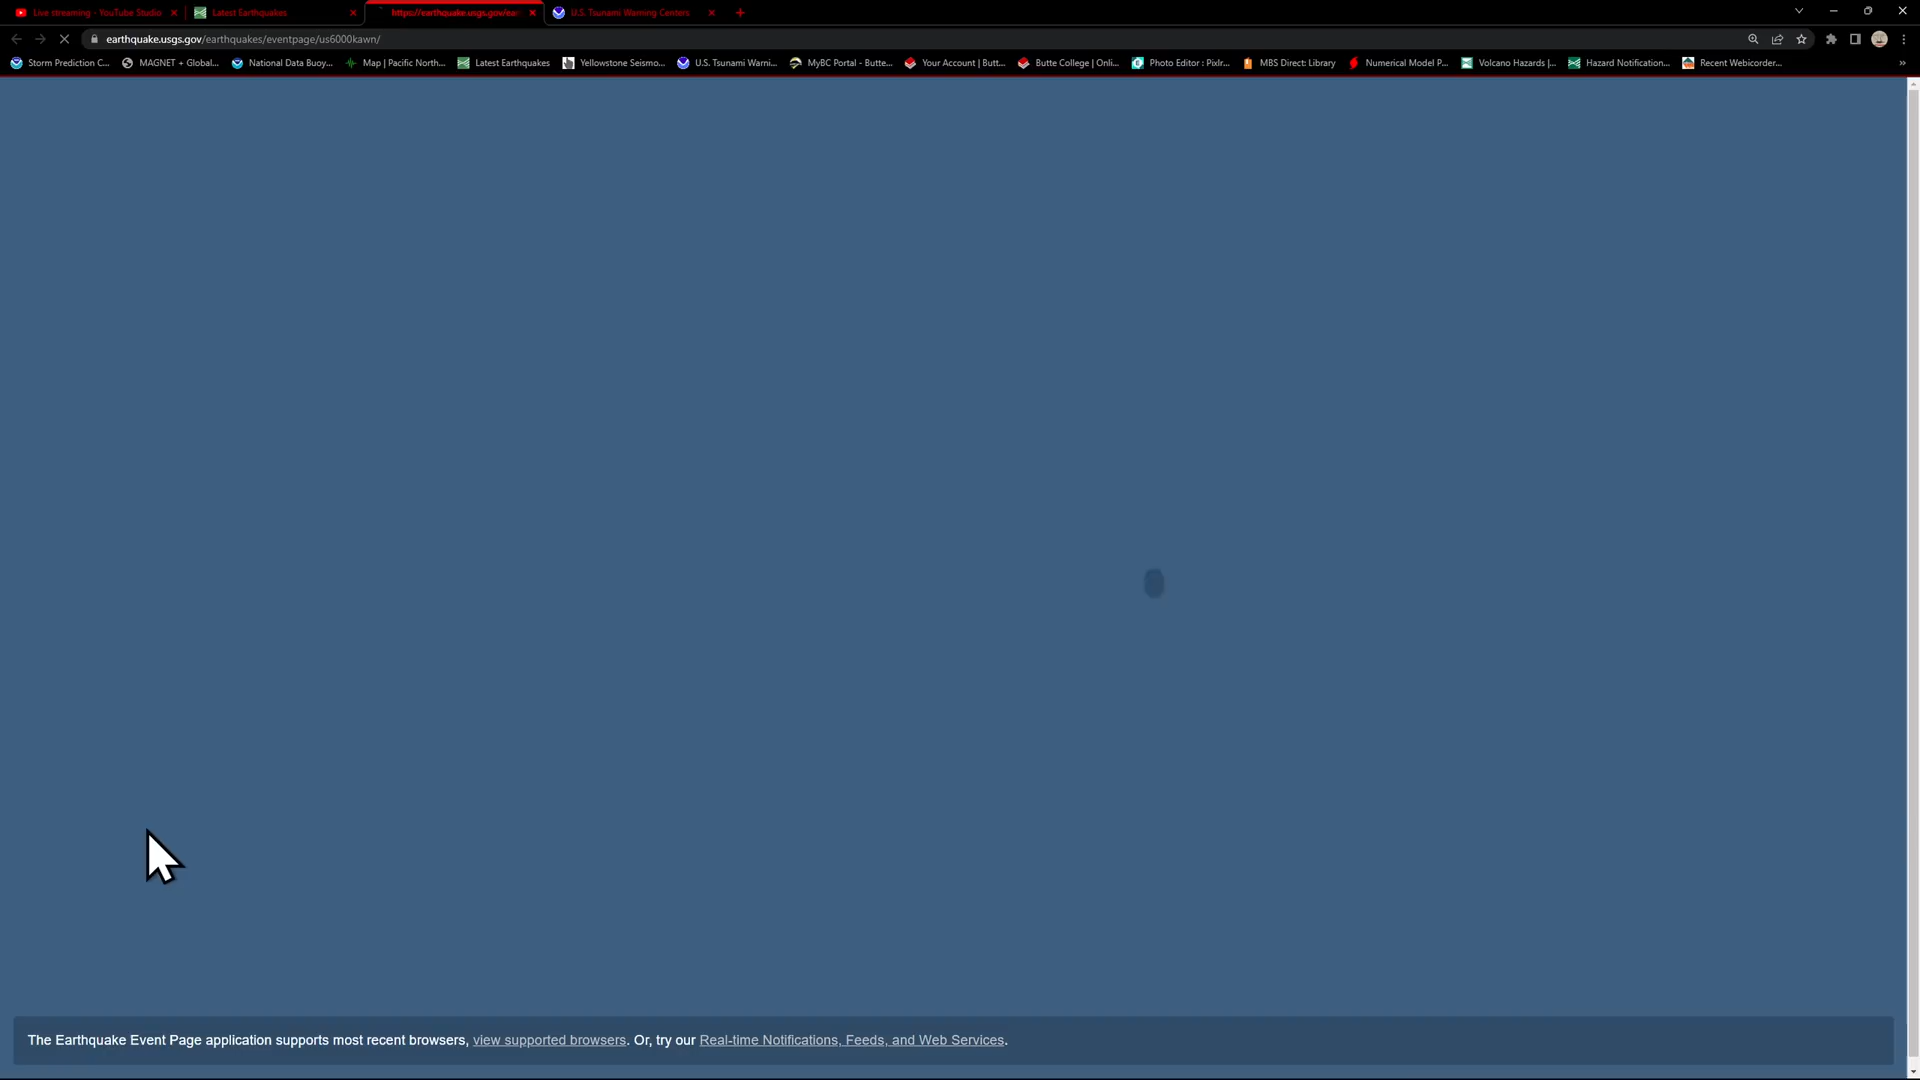 Live streaming - YouTube Studio
Latest Earthquakes
https://earthquake.usgs.gov/ea
U.S. Tsunami Warning Centers
earthquake.usgs.gov/earthquakes/eventpage/us6000kawn/
Storm Prediction C...
MAGNET + Global...
National Data Buoy...
Map | Pacific North...
Latest Earthquakes
Yellowstone Seismo...
U.S. Tsunami Warni...
MyBC Portal - Butte...
Your Account | Butt...
Butte College | Onli...
Photo Editor : Pixlr...
MBS Direct: Library
Numerical Model P...
Volcano Hazards |...
Hazard Notification...
Recent Webicorder...
The Earthquake Event Page application supports most recent browsers, view supported browsers. Or, try our Real-time Notifications, Feeds, and Web Services.